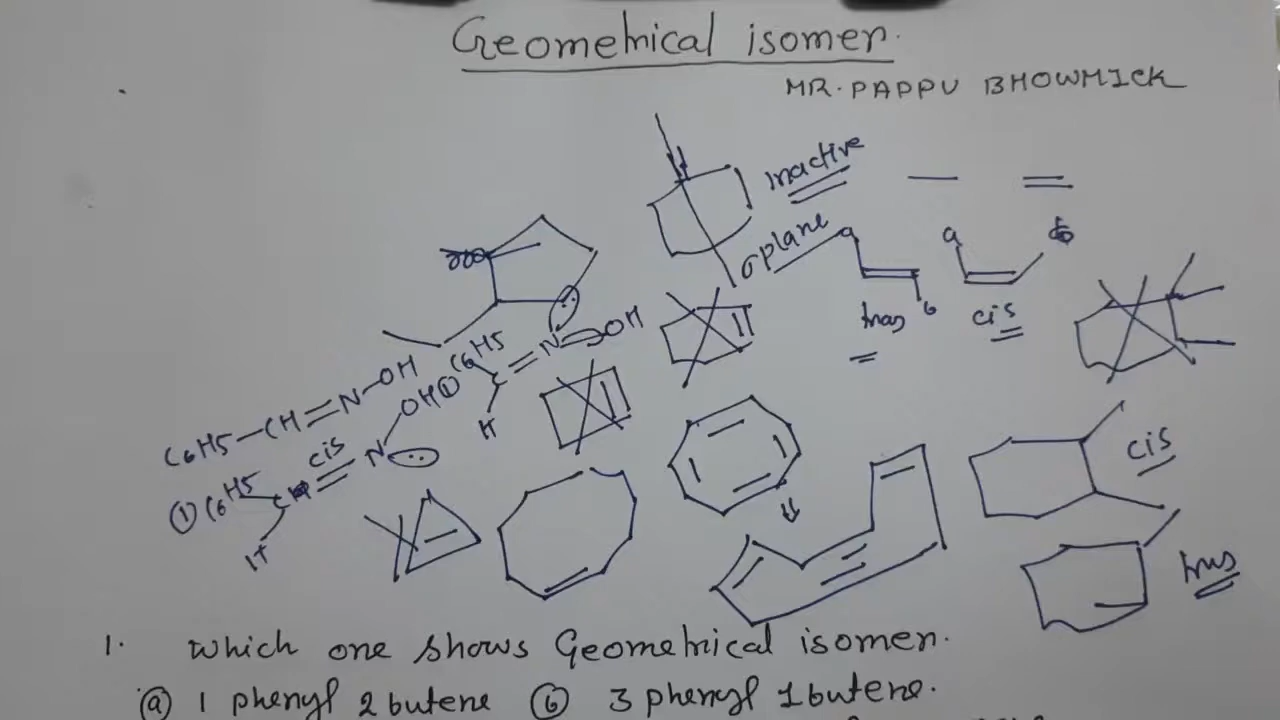 Geometrical isomer.
MR. PAPPU BHOWMICK
inactive
σ plane
a
b
trans
a
b
cis
C6H5-CH=N-OH
① C6H5
C
H
cis
N
OH
① C6H5
C
H
N
OH
cis
trans
1. Which one shows Geometrical isomer.
ⓐ 1 phenyl 2 butene ⓑ 3 phenyl 1 butene.